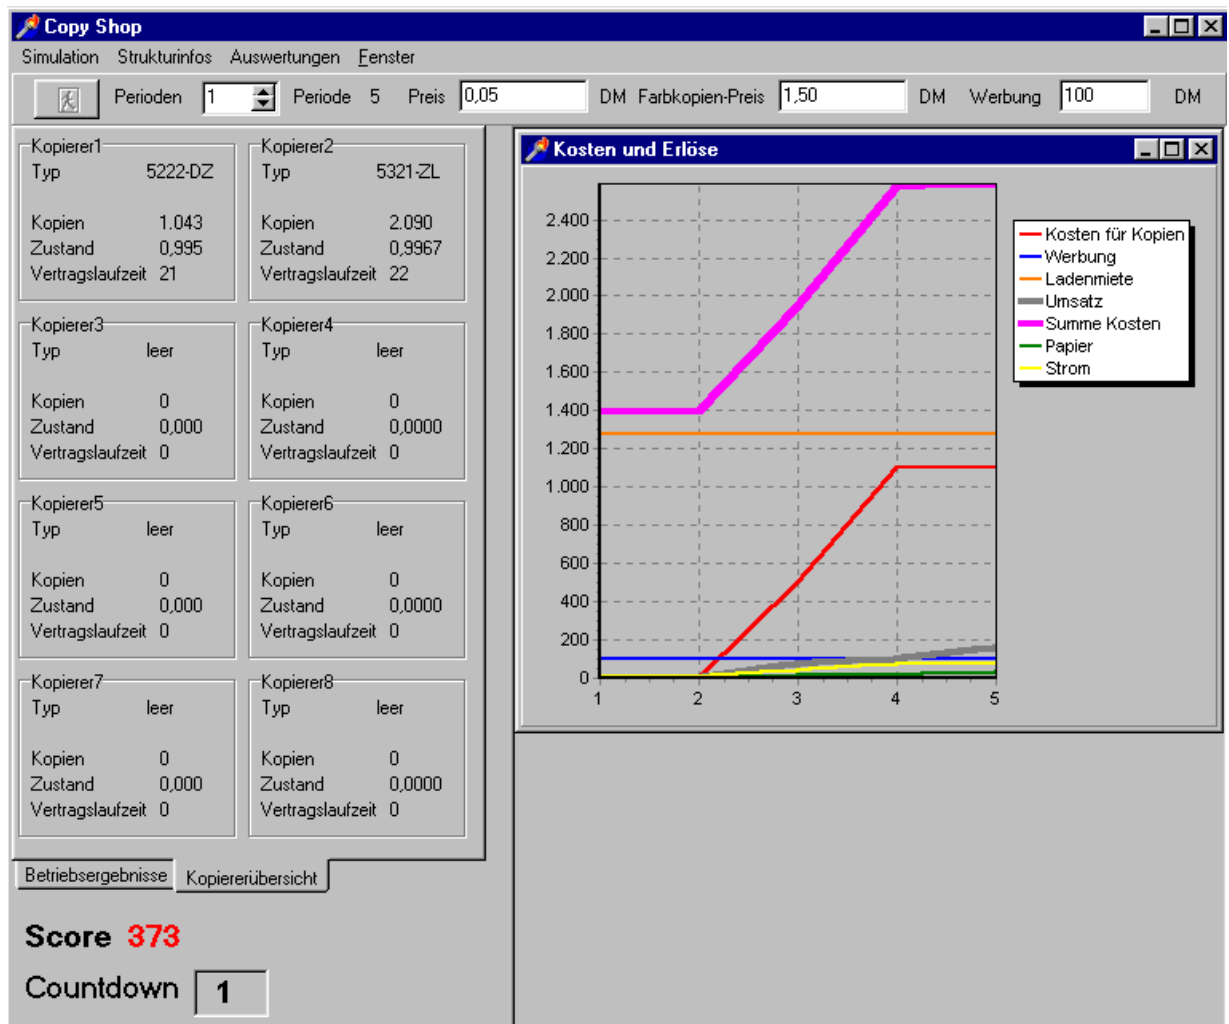 Copy Shop
Simulation Strukturinfos Auswertungen Fenster
Perioden 1 Periode 5 Preis 0,05 DM Farbkopien-Preis 1,50 DM Werbung 100 DM
Kopierer1
Typ 5222-DZ
Kopien 1.043
Zustand 0,995
Vertragslaufzeit 21
Kopierer2
Typ 5321-ZL
Kopien 2.090
Zustand 0,9967
Vertragslaufzeit 22
Kopierer3
Typ leer
Kopien 0
Zustand 0,000
Vertragslaufzeit 0
Kopierer4
Typ leer
Kopien 0
Zustand 0,0000
Vertragslaufzeit 0
Kopierer5
Typ leer
Kopien 0
Zustand 0,000
Vertragslaufzeit 0
Kopierer6
Typ leer
Kopien 0
Zustand 0,0000
Vertragslaufzeit 0
Kopierer7
Typ leer
Kopien 0
Zustand 0,000
Vertragslaufzeit 0
Kopierer8
Typ leer
Kopien 0
Zustand 0,0000
Vertragslaufzeit 0
Betriebsergebnisse Kopiererübersicht
Score 373
Countdown 1
Kosten und Erlöse
2.400
2.200
2.000
1.800
1.600
1.400
1.200
1.000
800
600
400
200
0
1 2 3 4 5
Kosten für Kopien
Werbung
Ladenmiete
Umsatz
Summe Kosten
Papier
Strom